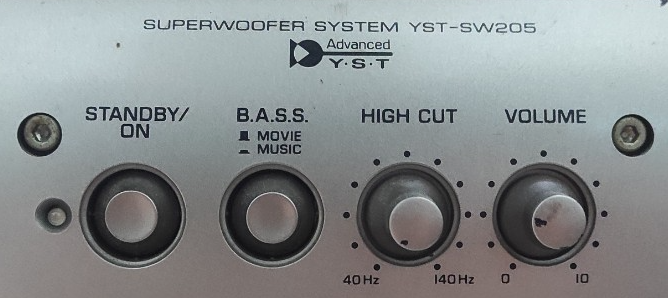 SUPERWOOFER SYSTEM YST-SW205
Advanced
Y·S·T
STANDBY/
ON
B.A.S.S.
MOVIE
MUSIC
HIGH CUT
40Hz 140Hz
VOLUME
0 10